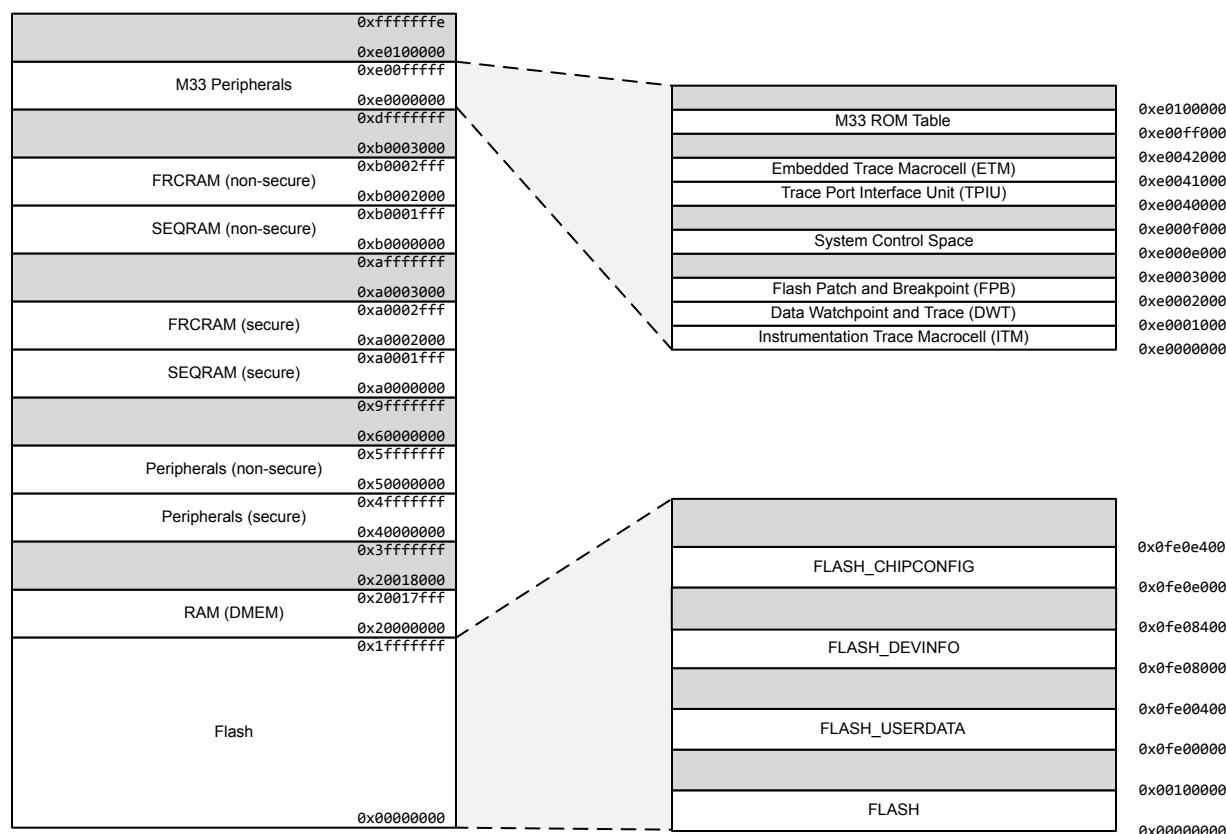 0xfffffffe
0xe0100000
0xe00fffff
M33 Peripherals
0xe0000000
0xdfffffff
0xb0003000
0xb0002fff
FRCRAM (non-secure)
0xb0002000
0xb0001fff
SEQRAM (non-secure)
0xb0000000
0xafffffff
0xa0003000
0xa0002fff
FRCRAM (secure)
0xa0002000
0xa0001fff
SEQRAM (secure)
0xa0000000
0x9fffffff
0x60000000
0x5fffffff
Peripherals (non-secure)
0x50000000
0x4fffffff
Peripherals (secure)
0x40000000
0x3fffffff
0x20018000
0x20017fff
RAM (DMEM)
0x20000000
0x1fffffff
Flash
0x00000000
0xe0100000
M33 ROM Table
0xe00ff000
0xe0042000
Embedded Trace Macrocell (ETM)
0xe0041000
Trace Port Interface Unit (TPIU)
0xe0040000
0xe000f000
System Control Space
0xe000e000
0xe0003000
Flash Patch and Breakpoint (FPB)
0xe0002000
Data Watchpoint and Trace (DWT)
0xe0001000
Instrumentation Trace Macrocell (ITM)
0xe0000000
0x0fe0e400
FLASH_CHIPCONFIG
0x0fe0e000
0x0fe08400
FLASH_DEVINFO
0x0fe08000
0x0fe00400
FLASH_USERDATA
0x0fe00000
0x00100000
FLASH
0x00000000